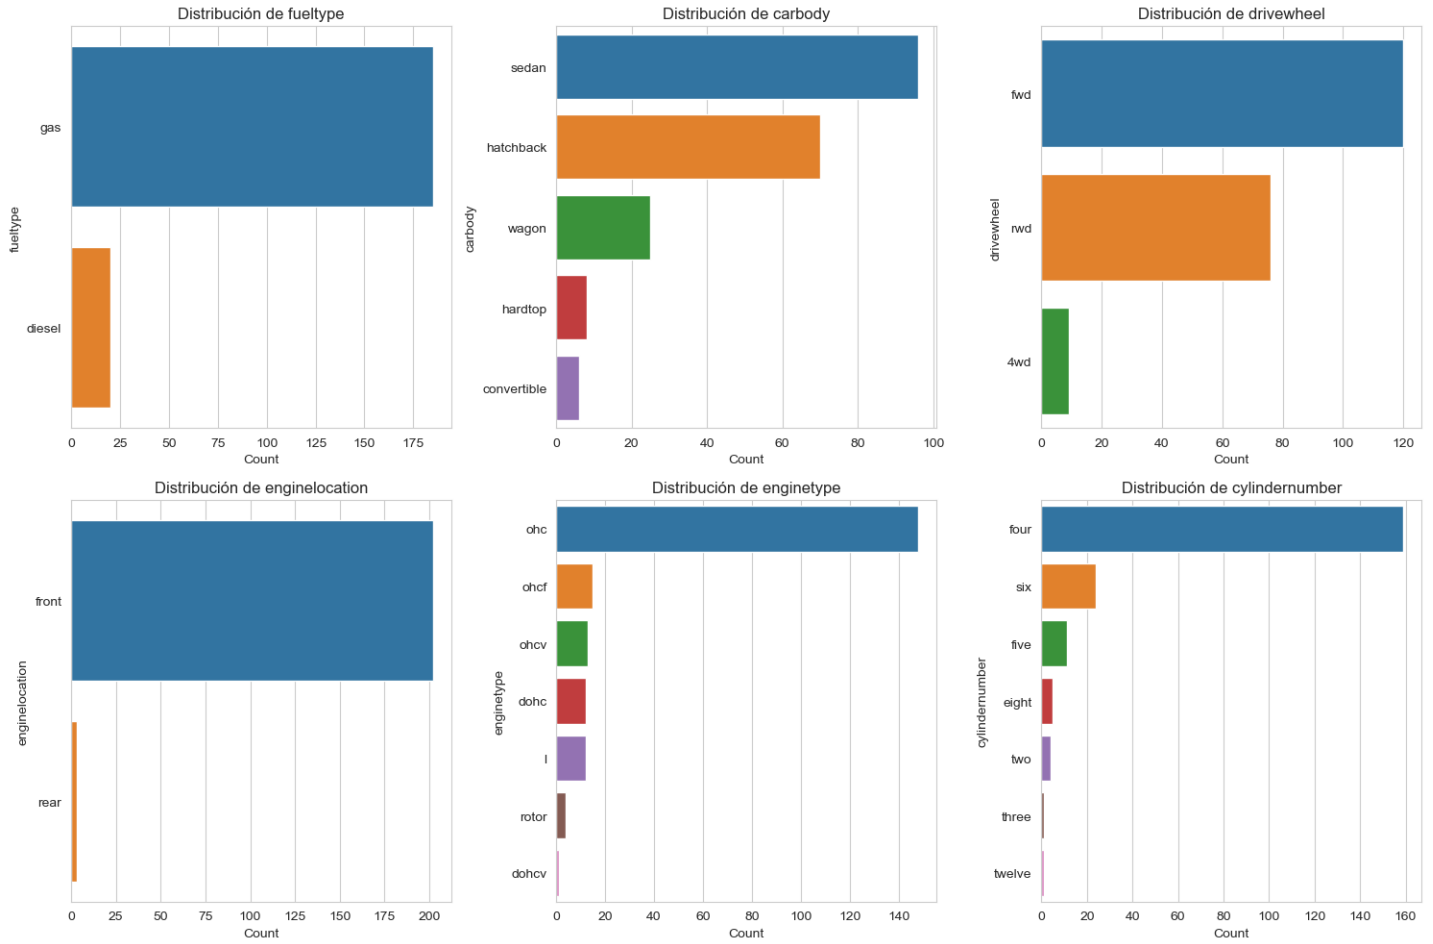 Distribución de fueltype
fueltype
gas
diesel
0 25 50 75 100 125 150 175
Count
Distribución de carbody
carbody
sedan
hatchback
wagon
hardtop
convertible
0 20 40 60 80 100
Count
Distribución de drivewheel
drivewheel
fwd
rwd
4wd
0 20 40 60 80 100 120
Count
Distribución de enginelocation
enginelocation
front
rear
0 25 50 75 100 125 150 175 200
Count
Distribución de enginetype
enginetype
ohc
ohcf
ohcv
dohc
l
rotor
dohcv
0 20 40 60 80 100 120 140
Count
Distribución de cylindernumber
cylindernumber
four
six
five
eight
two
three
twelve
0 20 40 60 80 100 120 140 160
Count